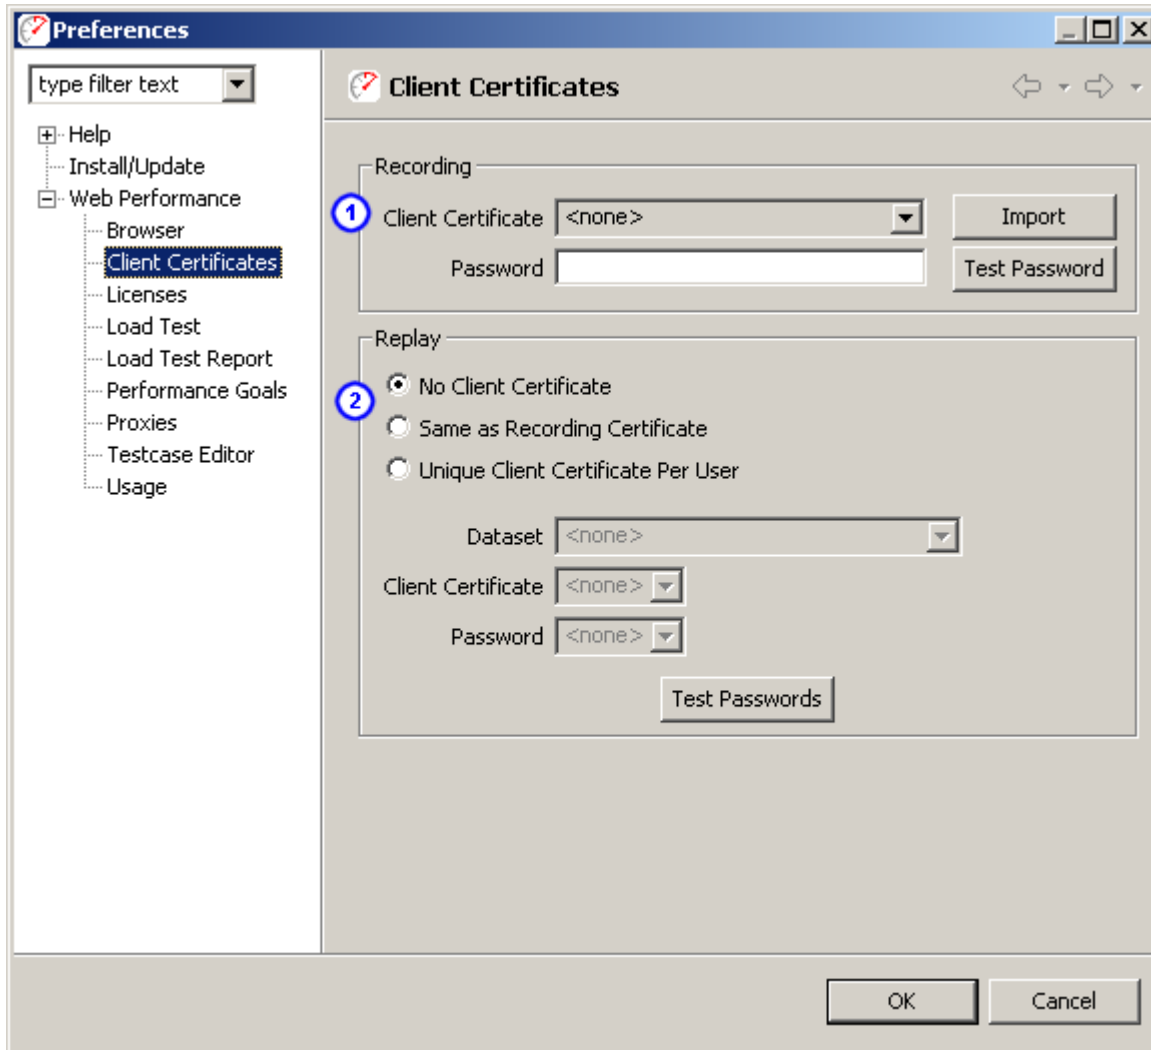 Preferences
type filter text
Client Certificates
Help
Install/Update
Web Performance
Browser
Client Certificates
Licenses
Load Test
Load Test Report
Performance Goals
Proxies
Testcase Editor
Usage
Recording
1
Client Certificate <none> Import
Password Test Password
Replay
2
No Client Certificate
Same as Recording Certificate
Unique Client Certificate Per User
Dataset <none>
Client Certificate <none>
Password <none>
Test Passwords
OK Cancel